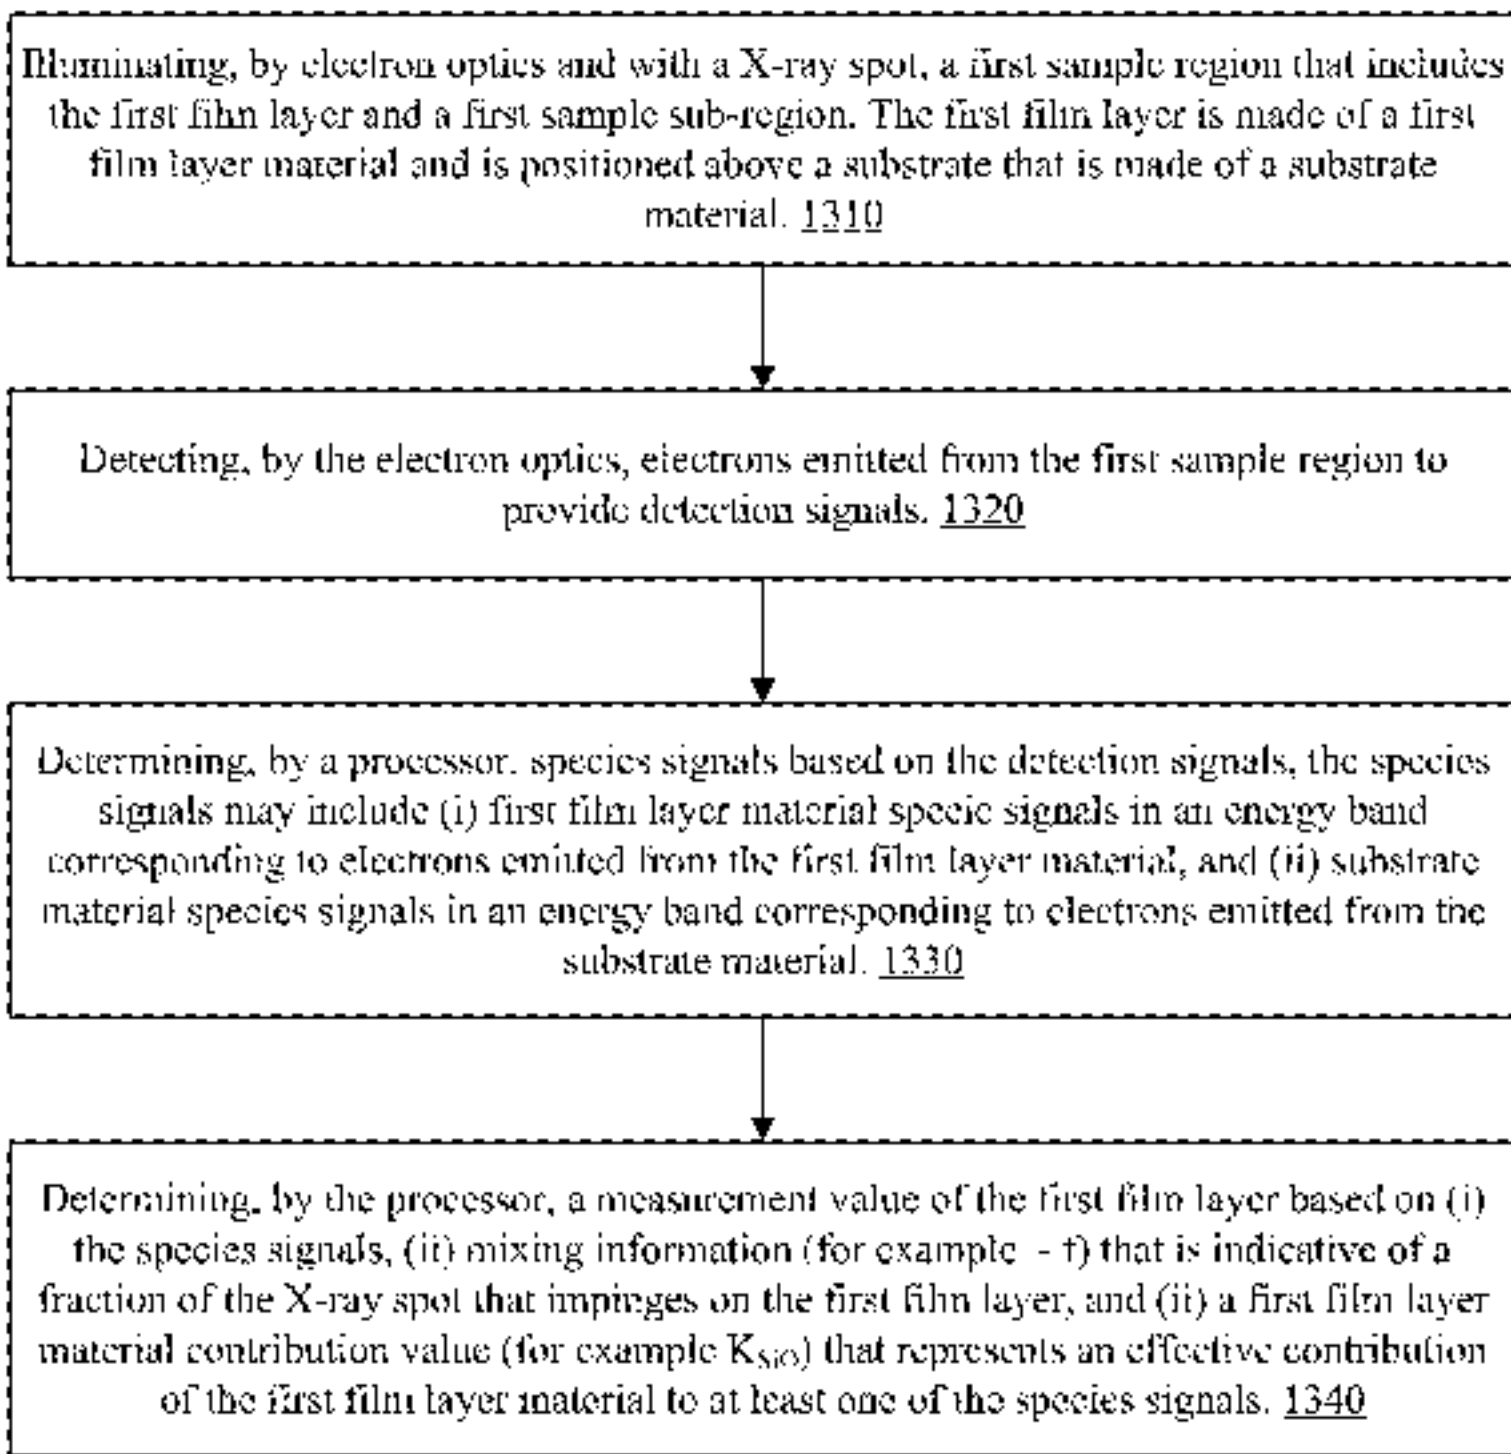 Illuminating, by electron optics and with a X-ray spot, a first sample region that includes
the first film layer and a first sample sub-region. The first film layer is made of a first
film layer material and is positioned above a substrate that is made of a substrate
material. 1310
Detecting, by the electron optics, electrons emitted from the first sample region to
provide detection signals. 1320
Determining, by a processor, species signals based on the detection signals, the species
signals may include (i) first film layer material specie signals in an energy band
corresponding to electrons emitted from the first film layer material, and (ii) substrate
material species signals in an energy band corresponding to electrons emitted from the
substrate material. 1330
Determining, by the processor, a measurement value of the first film layer based on (i)
the species signals, (ii) mixing information (for example - f) that is indicative of a
fraction of the X-ray spot that impinges on the first film layer, and (ii) a first film layer
material contribution value (for example KSiO) that represents an effective contribution
of the first film layer material to at least one of the species signals. 1340